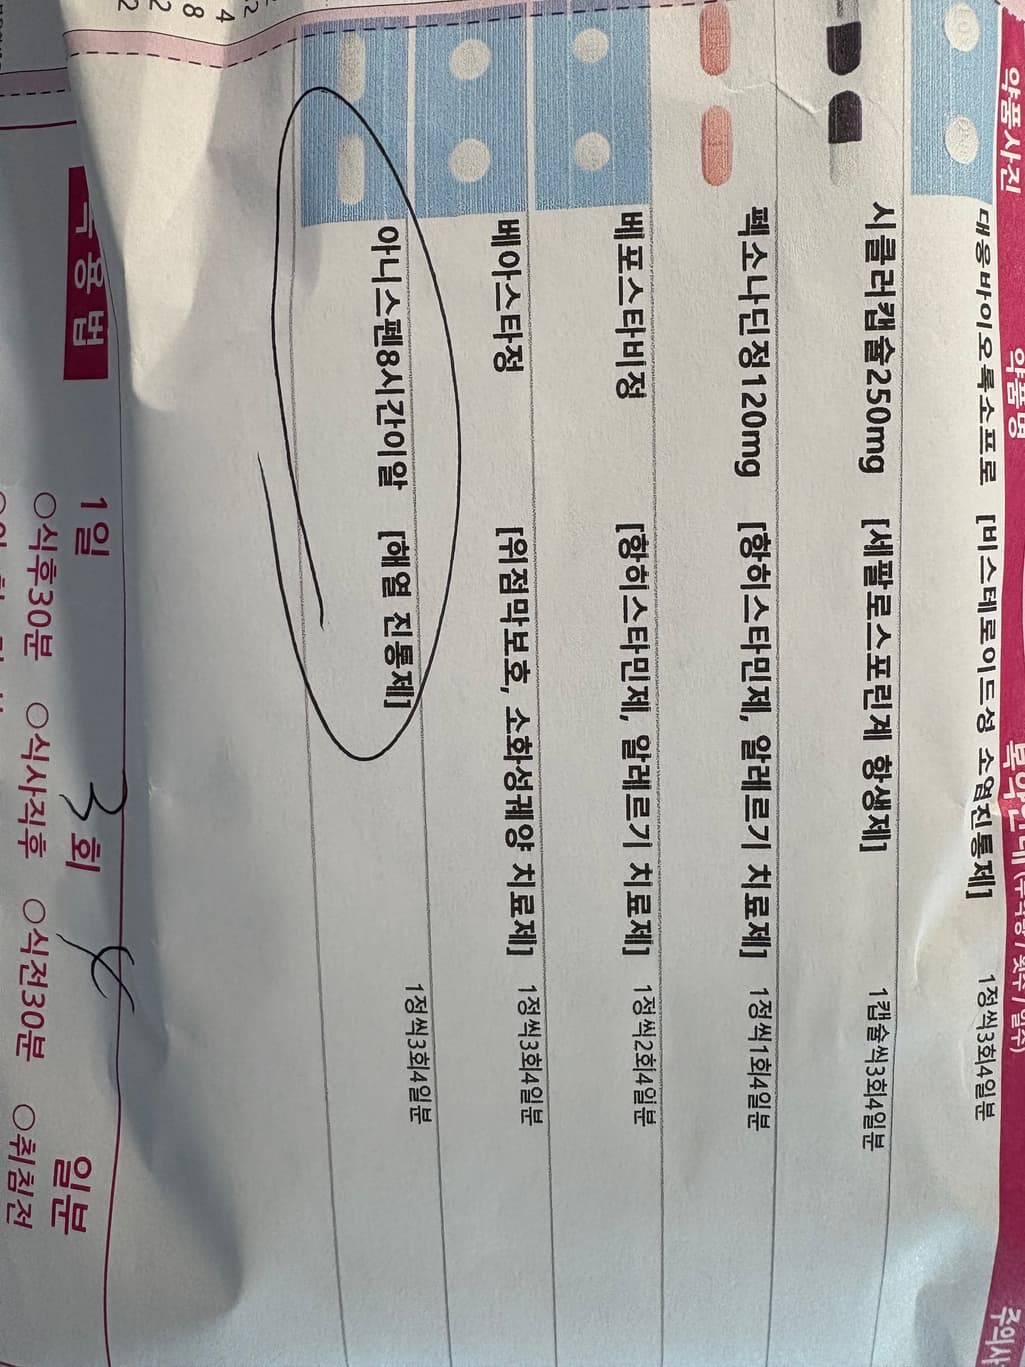 약품사진 약품명 복약안내(투약량/횟수/일수) 주의사
대웅바이오록소프로 [비스테로이드성 소염진통제] 1정씩3회4일분
시클러캡슐250mg [세팔로스포린계 항생제] 1캡슐씩3회4일분
펙소나딘정120mg [항히스타민제, 알레르기 치료제] 1정씩1회4일분
베포스타비정 [항히스타민제, 알레르기 치료제] 1정씩2회4일분
베아스타정 [위점막보호, 소화성궤양 치료제] 1정씩3회4일분
아니스펜8시간이알 [해열 진통제] 1정씩3회4일분
복용법 1일 3회 4 일분
○식후30분 ○식사직후 ○식전30분 ○취침전